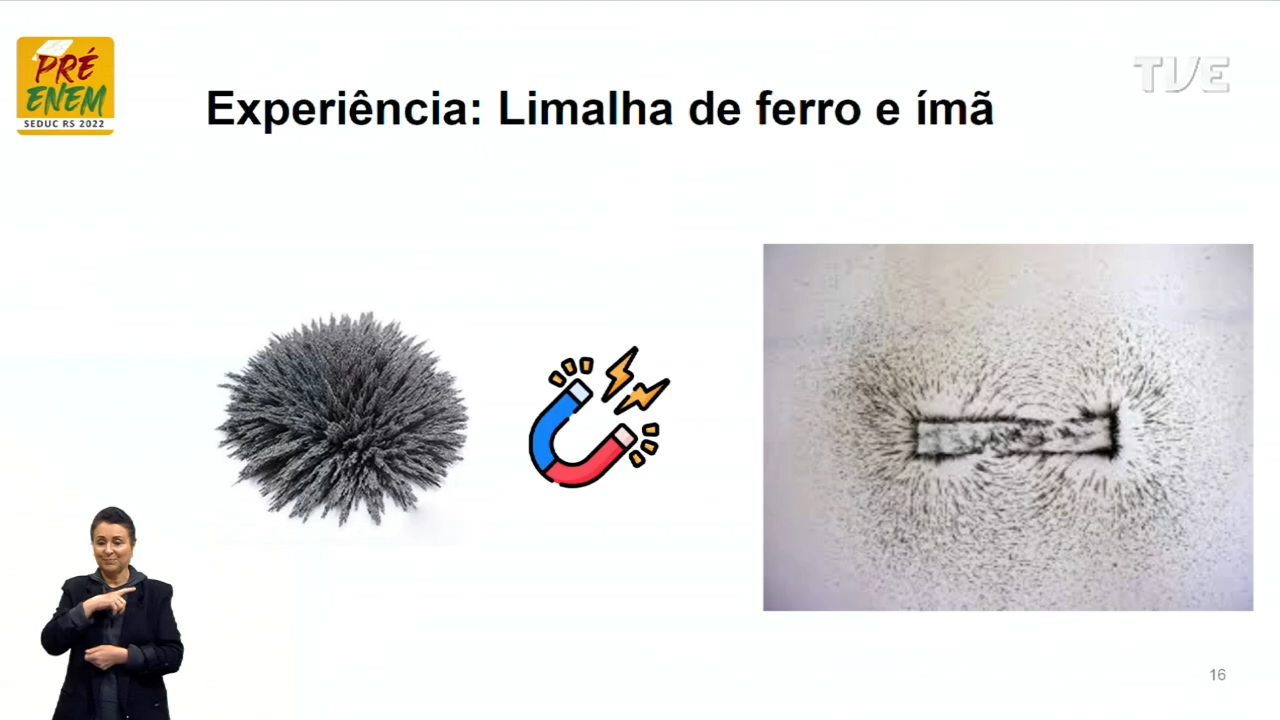 PRÉ
ENEM
SEDUC RS 2022
TVE
Experiência: Limalha de ferro e ímã
16